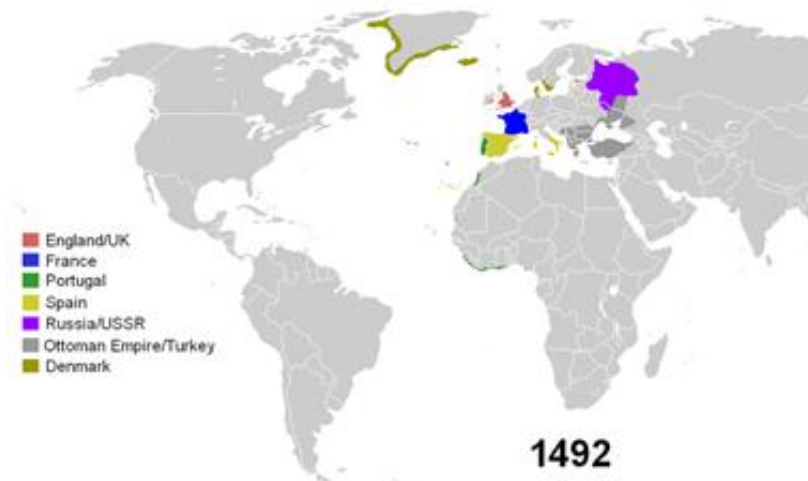 England/UK
France
Portugal
Spain
Russia/USSR
Ottoman Empire/Turkey
Denmark
1492